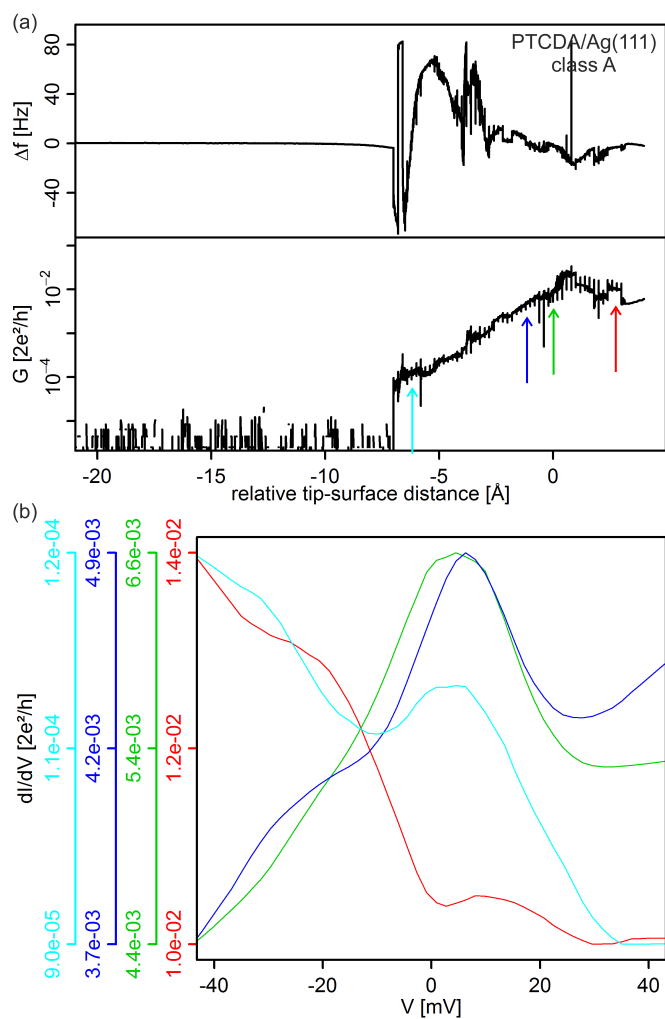 (a)
PTCDA/Ag(111)
class A
80
40
0
-40
Δf [Hz]
10⁻²
10⁻⁴
G [2e²/h]
-20
-15
-10
-5
0
relative tip-surface distance [Å]
(b)
1.2e-04
4.9e-03
6.6e-03
1.4e-02
1.1e-04
4.2e-03
5.4e-03
1.2e-02
9.0e-05
3.7e-03
4.4e-03
1.0e-02
dI/dV [2e²/h]
-40
-20
0
20
40
V [mV]